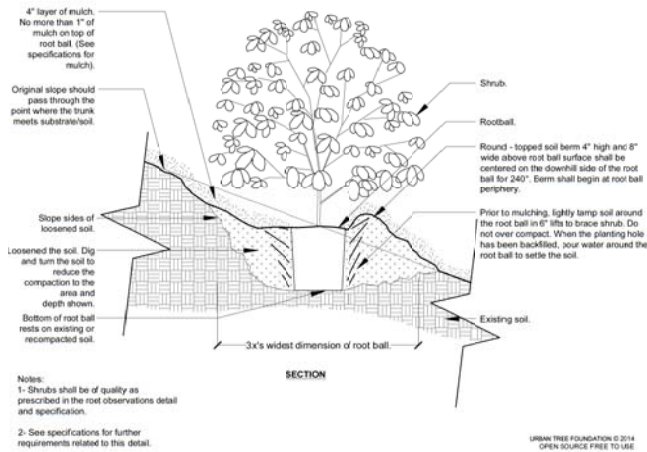 4" layer of mulch.
No more than 1" of
mulch on top of
root ball. (See
specifications for
mulch).
Original slope should
pass through the
point where the trunk
meets substrate/soil.
Slope sides of
loosened soil.
Loosened the soil. Dig
and turn the soil to
reduce the
compaction to the
area and
depth shown.
Bottom of root ball
rests on existing or
recompacted soil.
Shrub.
Rootball.
Round - topped soil berm 4" high and 8"
wide above root ball surface shall be
centered on the downhill side of the root
ball for 240°. Berm shall begin at root ball
periphery.
Prior to mulching, lightly tamp soil around
the root ball in 6" lifts to brace shrub. Do
not over compact. When the planting hole
has been backfilled, pour water around the
root ball to settle the soil.
Existing soil.
3x's widest dimension of root ball.
SECTION
Notes:
1- Shrubs shall be of quality as
prescribed in the root observations detail
and specification.
2- See specifications for further
requirements related to this detail.
URBAN TREE FOUNDATION © 2014
OPEN SOURCE FREE TO USE